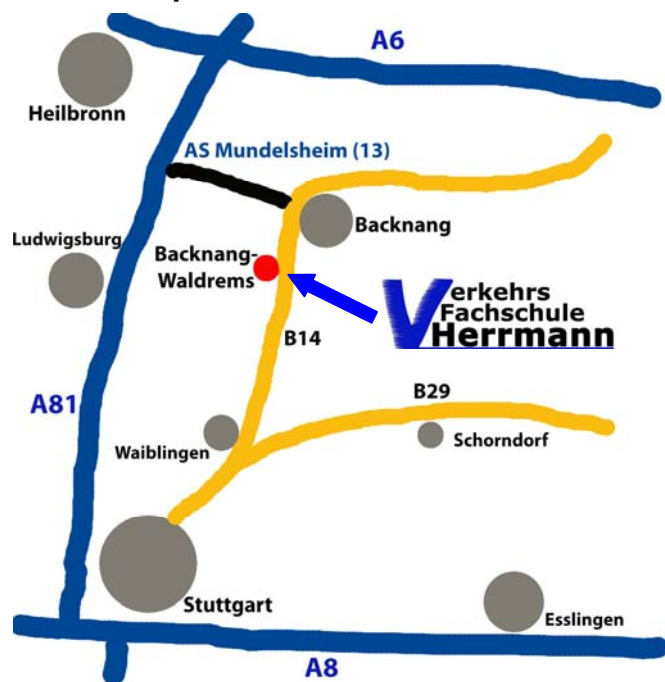 A6
Heilbronn
AS Mundelsheim (13)
Backnang
Ludwigsburg
Backnang-
Waldrems
Verkehrs
Fachschule
Herrmann
B14
A81
B29
Waiblingen
Schorndorf
Stuttgart
Esslingen
A8